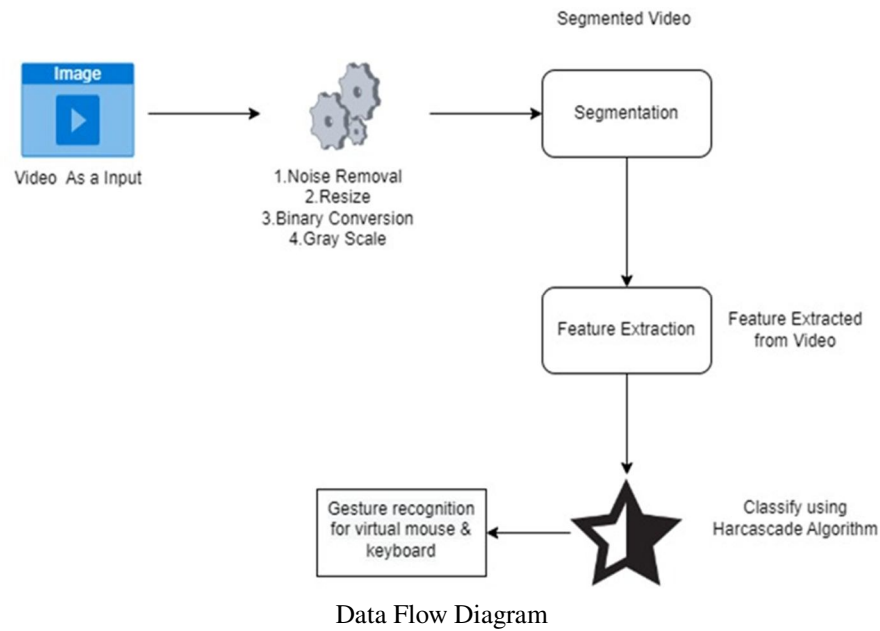 Segmented Video
Image
Video As a Input
1.Noise Removal
2.Resize
3.Binary Conversion
4.Gray Scale
Segmentation
Feature Extraction
Feature Extracted
from Video
Classify using
Harcascade Algorithm
Gesture recognition
for virtual mouse &
keyboard
Data Flow Diagram